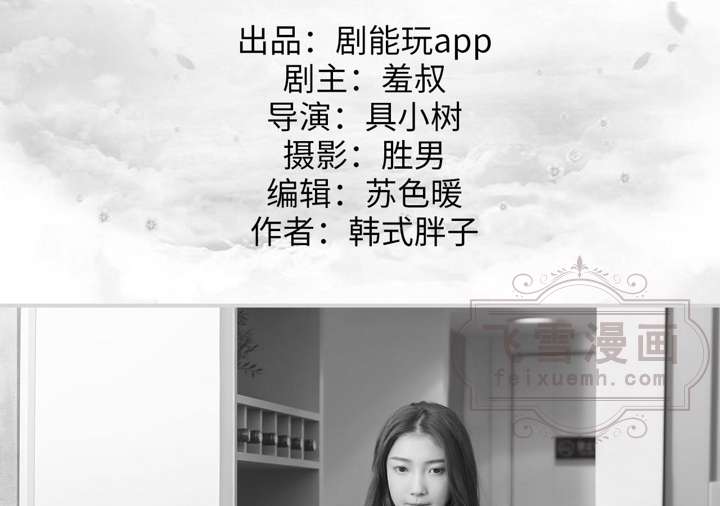 出品：剧能玩app
剧主：羞叔
导演：具小树
摄影：胜男
编辑：苏色暖
作者：韩式胖子
飞雪漫画
feixuemh.com